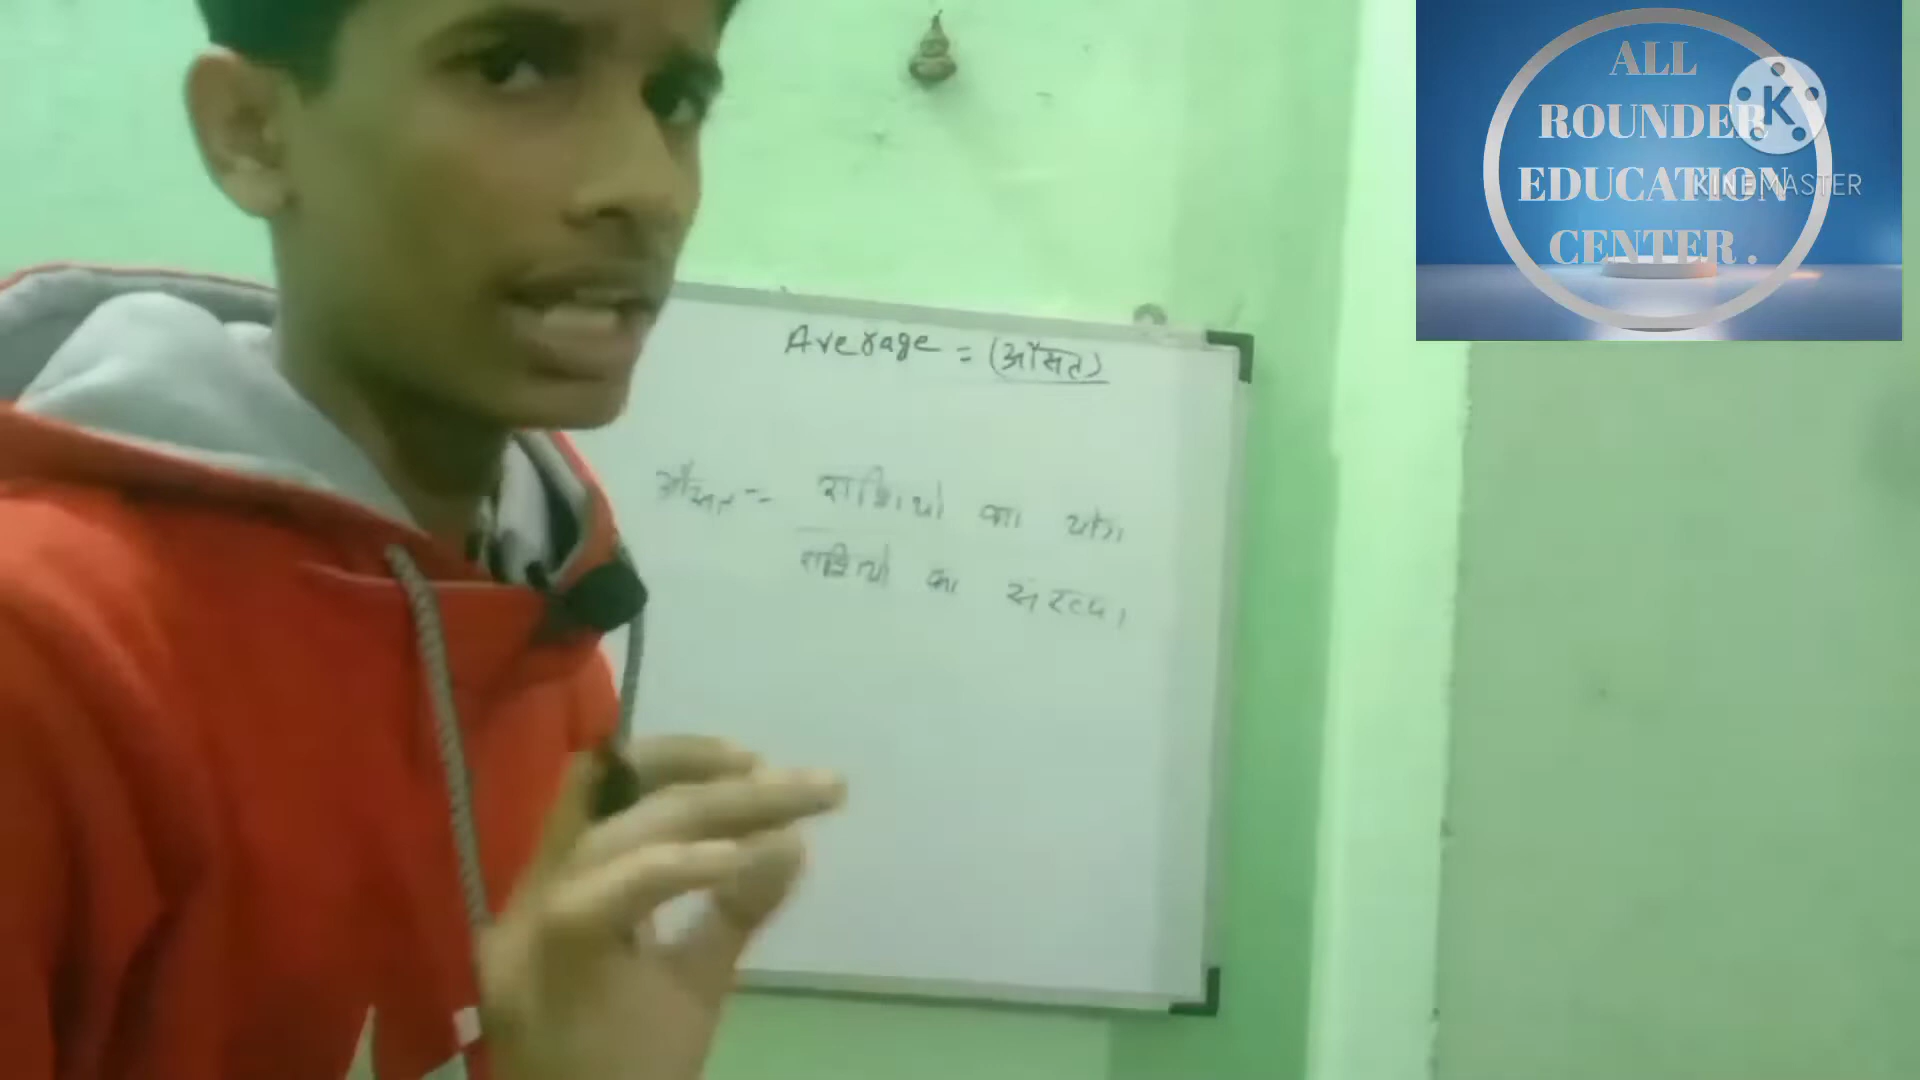 ALL
ROUNDER
EDUCATION
CENTER .
K
KINEMASTER
Average = (औसत)
औसत = राशियो का योग
राशियो का संख्या